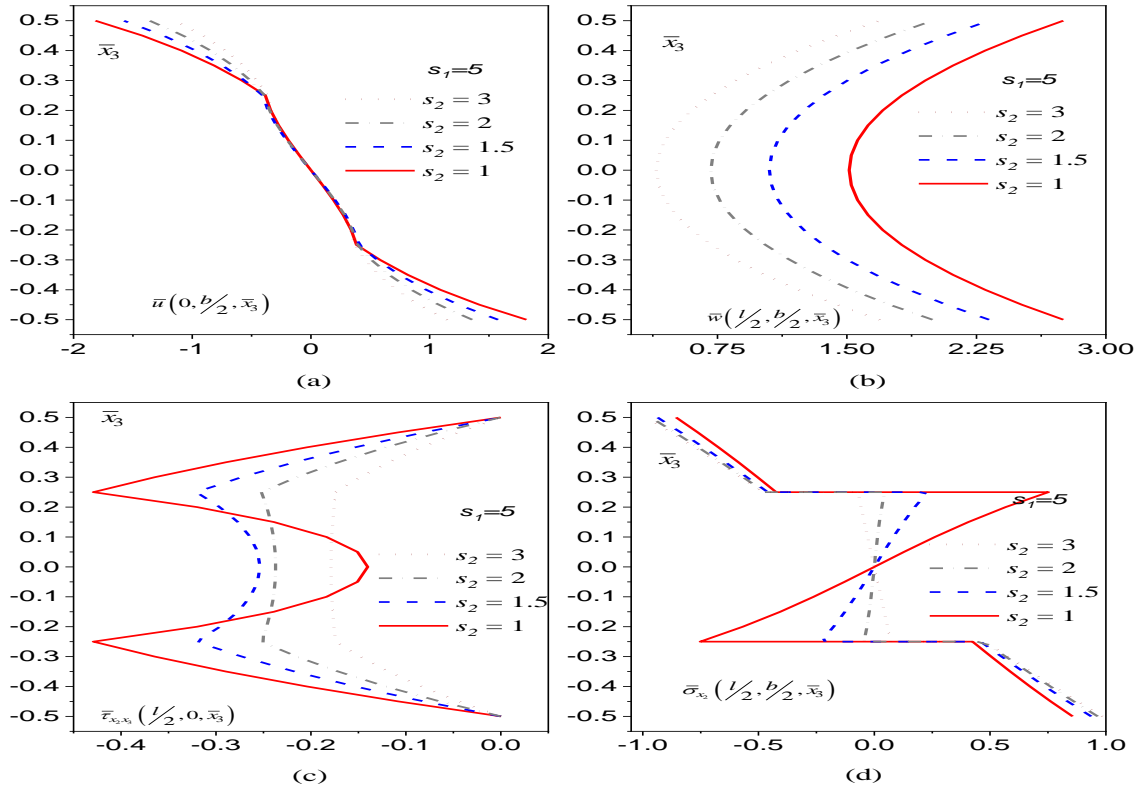 0.5
0.4
0.3
0.2
0.1
0.0
-0.1
-0.2
-0.3
-0.4
-0.5
x̅₃
s₁=5
s₂ = 3
s₂ = 2
s₂ = 1.5
s₂ = 1
u̅(0, b/2, x̅₃)
-2 -1 0 1 2
(a)
0.5
0.4
0.3
0.2
0.1
0.0
-0.1
-0.2
-0.3
-0.4
-0.5
x̅₃
s₁=5
s₂ = 3
s₂ = 2
s₂ = 1.5
s₂ = 1
w̅(l/2, b/2, x̅₃)
0.75 1.50 2.25 3.00
(b)
0.5
0.4
0.3
0.2
0.1
0.0
-0.1
-0.2
-0.3
-0.4
-0.5
x̅₃
s₁=5
s₂ = 3
s₂ = 2
s₂ = 1.5
s₂ = 1
τ̅ₓ₂ₓ₃(l/2, 0, x̅₃)
-0.4 -0.3 -0.2 -0.1 0.0
(c)
0.5
0.4
0.3
0.2
0.1
0.0
-0.1
-0.2
-0.3
-0.4
-0.5
x̅₃
s₁=5
s₂ = 3
s₂ = 2
s₂ = 1.5
s₂ = 1
σ̅ₓ₂(l/2, b/2, x̅₃)
-1.0 -0.5 0.0 0.5 1.0
(d)